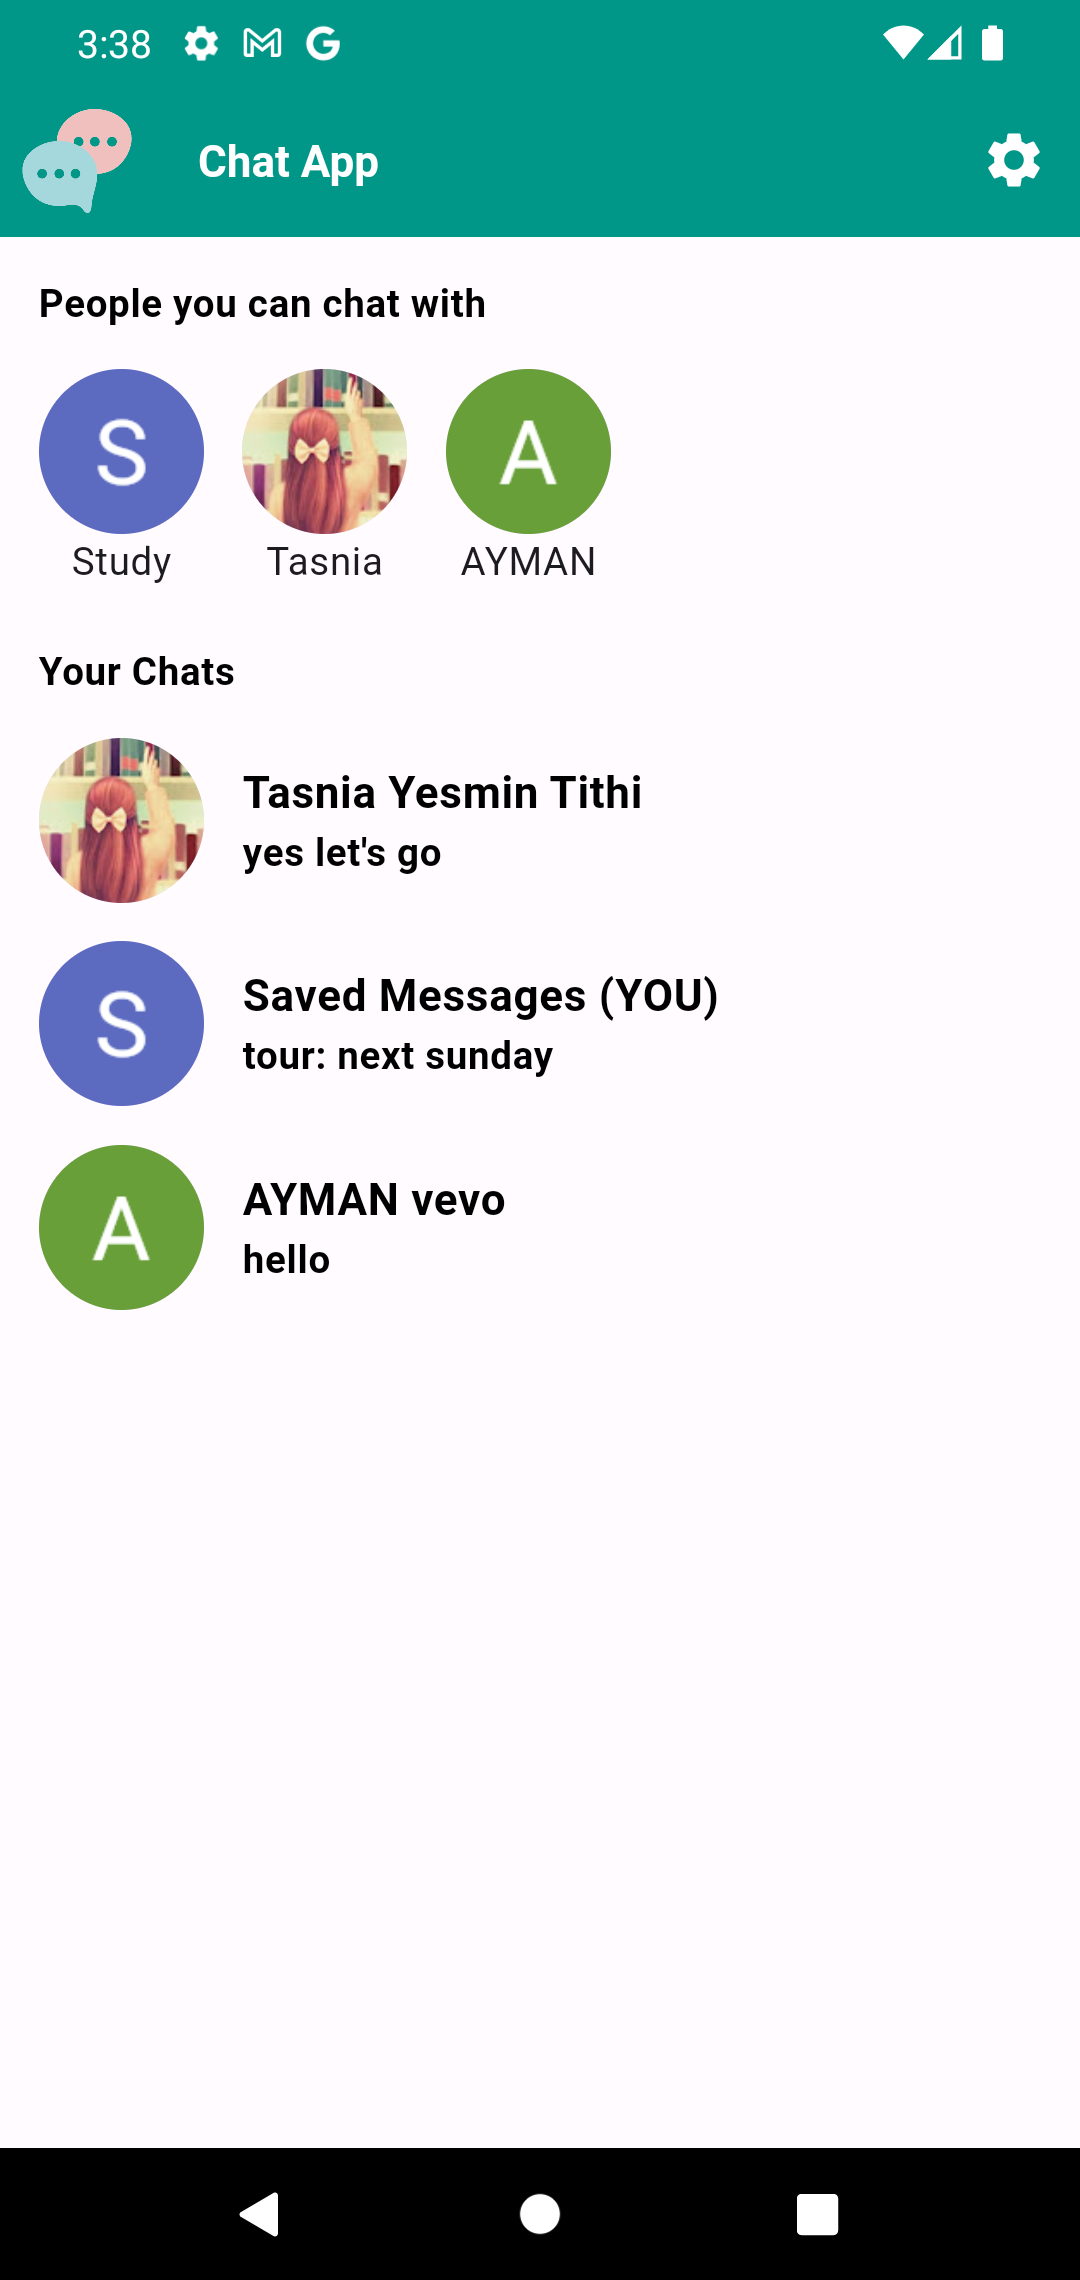 3:38
Chat App
People you can chat with
S
A
Study Tasnia AYMAN
Your Chats
Tasnia Yesmin Tithi
yes let's go
S
Saved Messages (YOU)
tour: next sunday
A
AYMAN vevo
hello